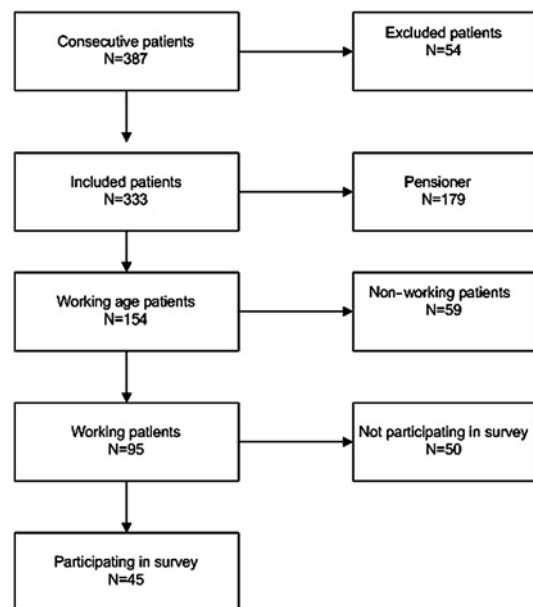 Consecutive patients
N=387
Excluded patients
N=54
Included patients
N=333
Pensioner
N=179
Working age patients
N=154
Non-working patients
N=59
Working patients
N=95
Not participating in survey
N=50
Participating in survey
N=45